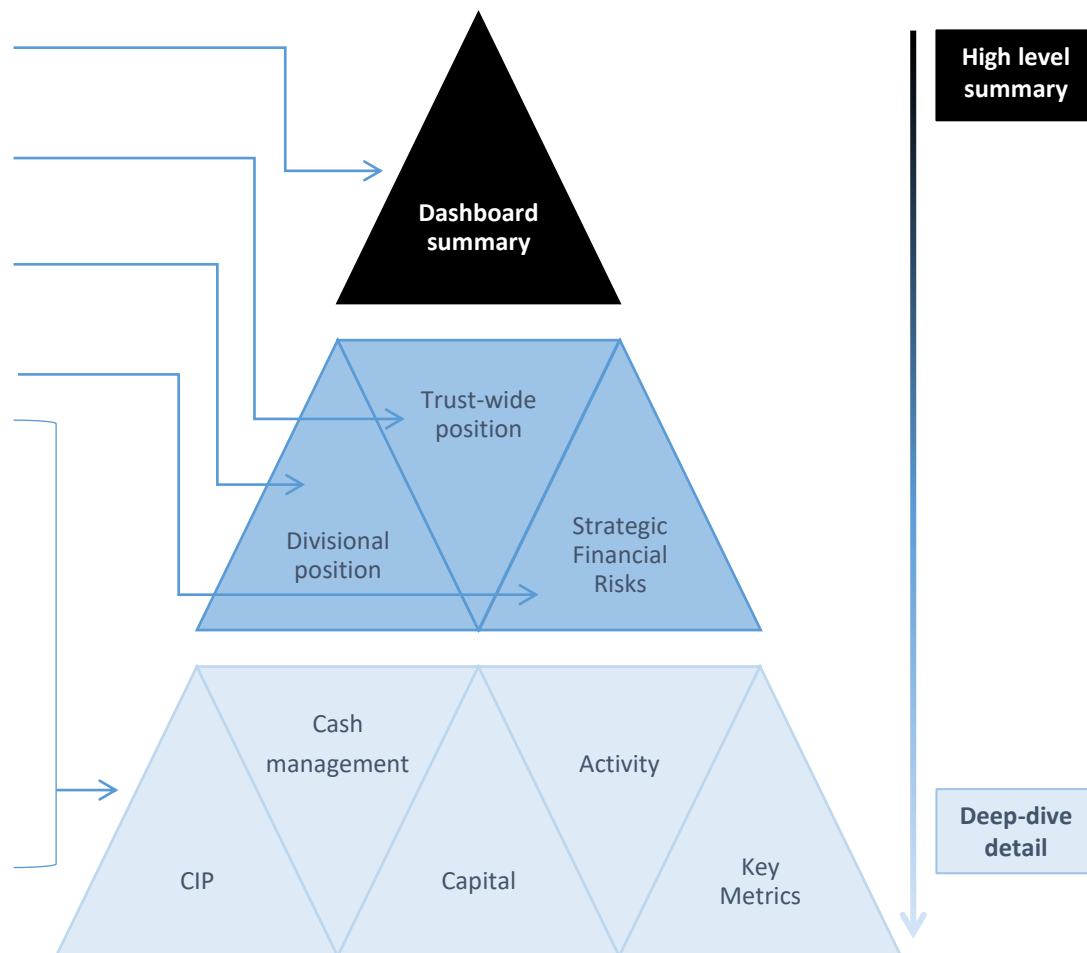 High level
summary
Dashboard
summary
Trust-wide
position
Divisional
position
Strategic
Financial
Risks
Cash
management
Activity
CIP
Capital
Key
Metrics
Deep-dive
detail